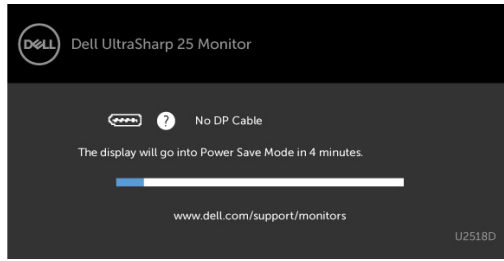 DELL
Dell UltraSharp 25 Monitor
? No DP Cable
The display will go into Power Save Mode in 4 minutes.
www.dell.com/support/monitors
U2518D